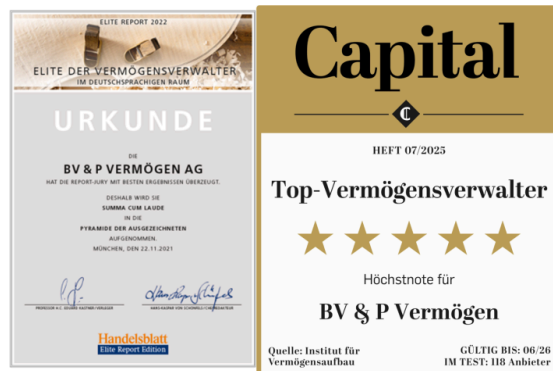 ELITE REPORT 2022
ELITE DER VERMÖGENSVERWALTER
IM DEUTSCHSPRACHIGEN RAUM
URKUNDE
DIE
BV & P VERMÖGEN AG
HAT DIE REPORT-JURY MIT BESTEN ERGEBNISSEN ÜBERZEUGT.
DESHALB WIRD SIE
SUMMA CUM LAUDE
IN DIE
PYRAMIDE DER AUSGEZEICHNETEN
AUFGENOMMEN.
MÜNCHEN, DEN 22.11.2021
Handelsblatt
Elite Report Edition
Capital
HEFT 07/2025
Top-Vermögensverwalter
Höchstnote für
BV & P Vermögen
Quelle: Institut für
Vermögensaufbau
GÜLTIG BIS: 06/26
IM TEST: 118 Anbieter